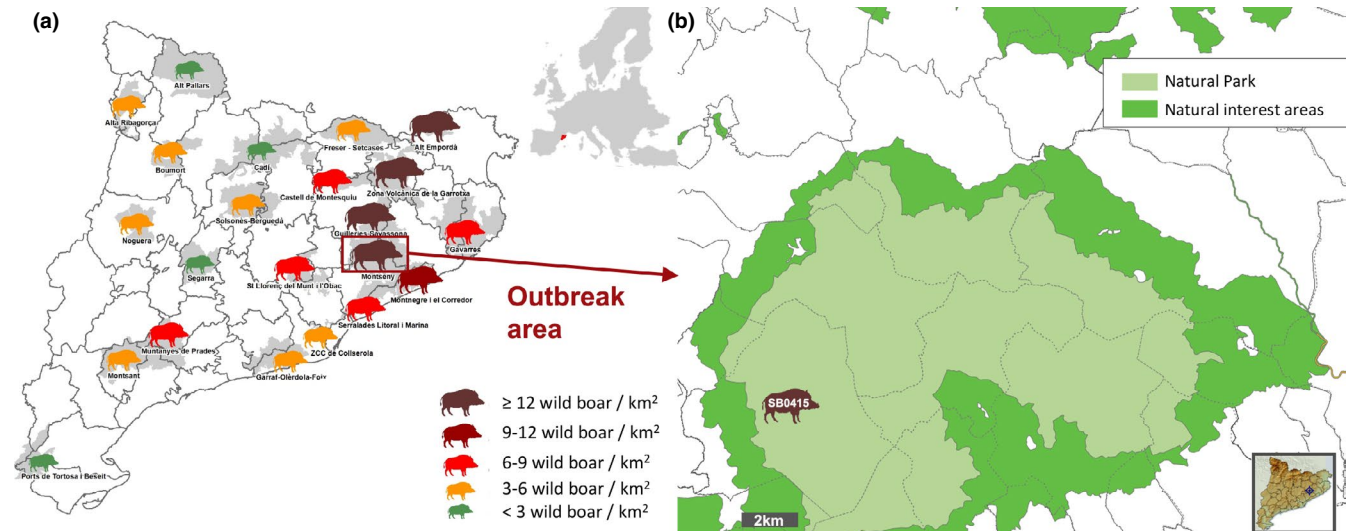 (a)
Alt Pallars
Alta Ribagorça
Boumort
Cadí
Freser - Setcases
Alt Empordà
Castell de Montesquiu
Zona Volcànica de la Garrotxa
Solsonès-Berguedà
Guilleries-Savassona
Noguera
Gavarres
Montseny
Segarra
St Llorenç del Munt i l'Obac
Montnegre i el Corredor
Serralades Litoral i Marina
Muntanyes de Prades
ZCC de Collserola
Montsant
Ports de Tortosa i Beseit
Outbreak
area
≥ 12 wild boar / km²
9-12 wild boar / km²
6-9 wild boar / km²
3-6 wild boar / km²
< 3 wild boar / km²
(b)
Natural Park
Natural interest areas
SB0415
2km